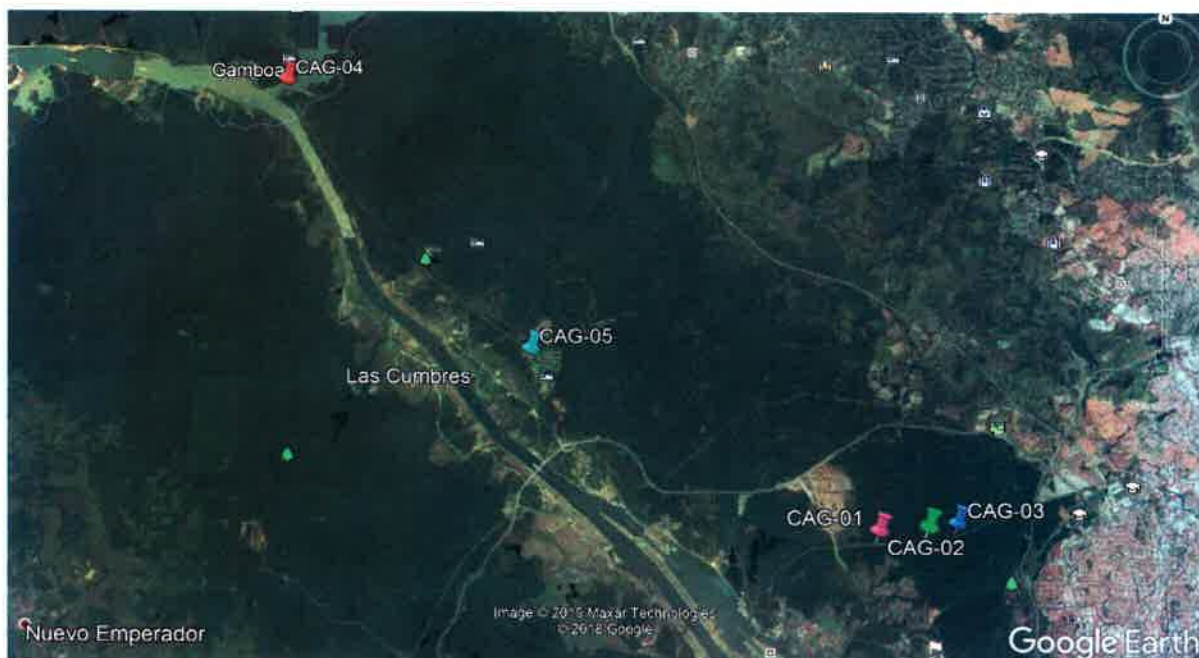 N
Gamboa
CAG-04
CAG-05
Las Cumbres
CAG-01
CAG-02
CAG-03
Image © 2019 Maxar Technologies
© 2018 Google
Nuevo Emperador
Google Earth